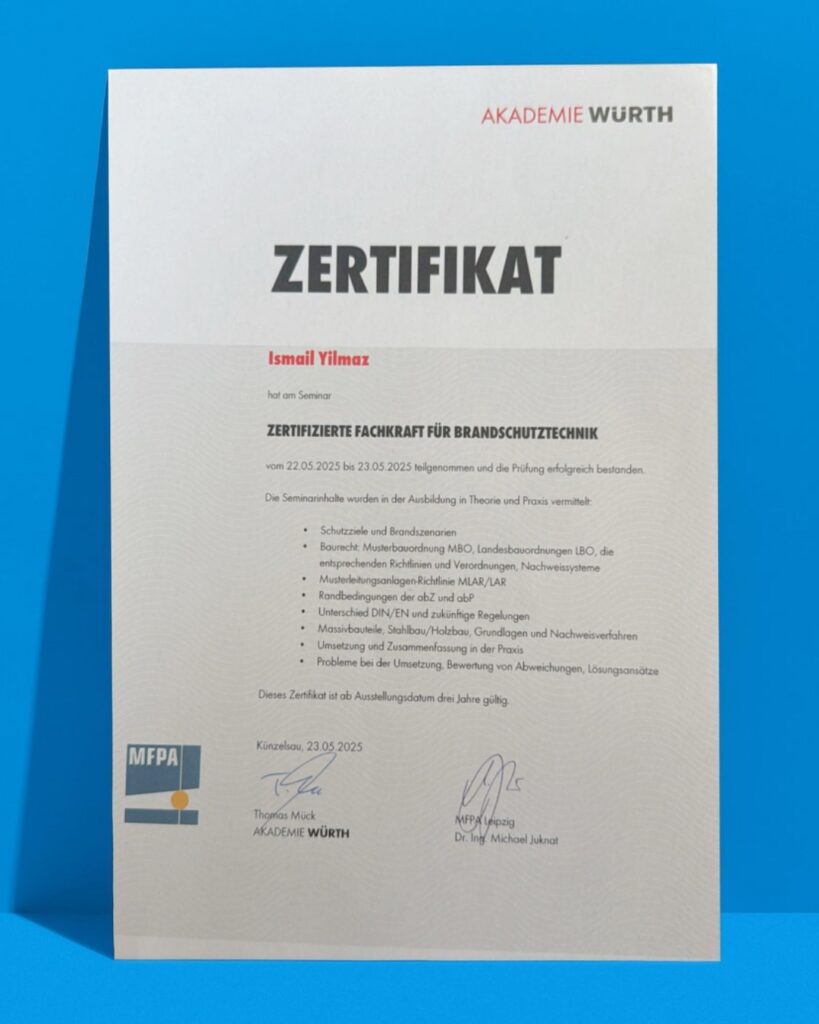 AKADEMIE WÜRTH
ZERTIFIKAT
Ismail Yilmaz
hat am Seminar
ZERTIFIZIERTE FACHKRAFT FÜR BRANDSCHUTZTECHNIK
vom 22.05.2025 bis 23.05.2025 teilgenommen und die Prüfung erfolgreich bestanden.
Die Seminarinhalte wurden in der Ausbildung in Theorie und Praxis vermittelt:
• Schutzziele und Brandszenarien
• Baurecht: Musterbauordnung MBO, Landesbauordnungen LBO, die
entsprechenden Richtlinien und Verordnungen, Nachweissysteme
• Musterleitungsanlagen-Richtlinie MLAR/LAR
• Randbedingungen der abZ und abP
• Unterschied DIN/EN und zukünftige Regelungen
• Massivbauteile, Stahlbau/Holzbau, Grundlagen und Nachweisverfahren
• Umsetzung und Zusammenfassung in der Praxis
• Probleme bei der Umsetzung, Bewertung von Abweichungen, Lösungsansätze
Dieses Zertifikat ist ab Ausstellungsdatum drei Jahre gültig.
MFPA
Künzelsau, 23.05.2025
Thomas Mück
AKADEMIE WÜRTH
MFPA Leipzig
Dr. Ing. Michael Juknat